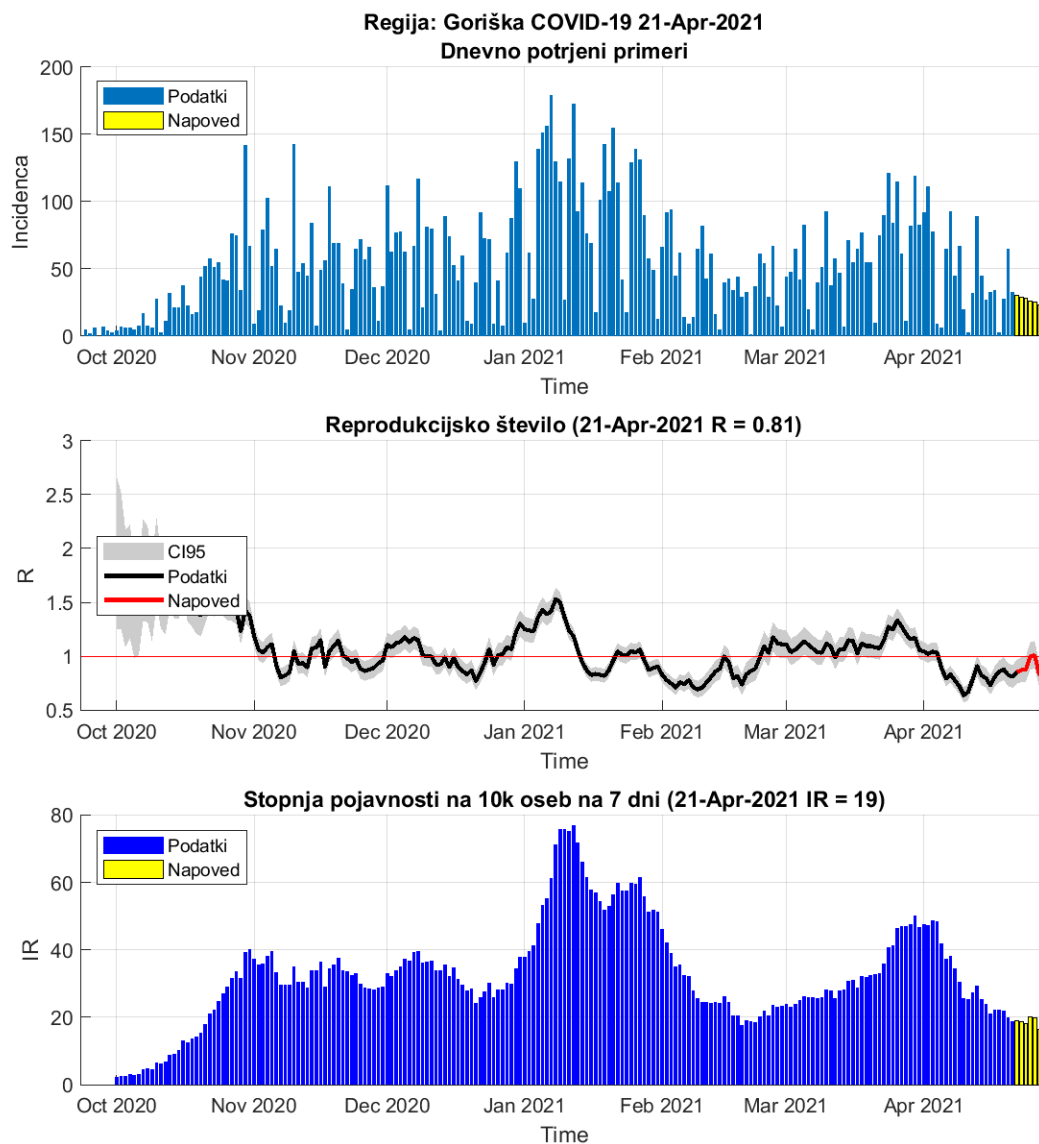 Regija: Goriška COVID-19 21-Apr-2021
Dnevno potrjeni primeri
200
150
100
50
0
Incidenca
Podatki
Napoved
Oct 2020 Nov 2020 Dec 2020 Jan 2021 Feb 2021 Mar 2021 Apr 2021
Time
Reprodukcijsko število (21-Apr-2021 R = 0.81)
3
2.5
2
1.5
1
0.5
R
CI95
Podatki
Napoved
Oct 2020 Nov 2020 Dec 2020 Jan 2021 Feb 2021 Mar 2021 Apr 2021
Time
Stopnja pojavnosti na 10k oseb na 7 dni (21-Apr-2021 IR = 19)
80
60
40
20
0
IR
Podatki
Napoved
Oct 2020 Nov 2020 Dec 2020 Jan 2021 Feb 2021 Mar 2021 Apr 2021
Time